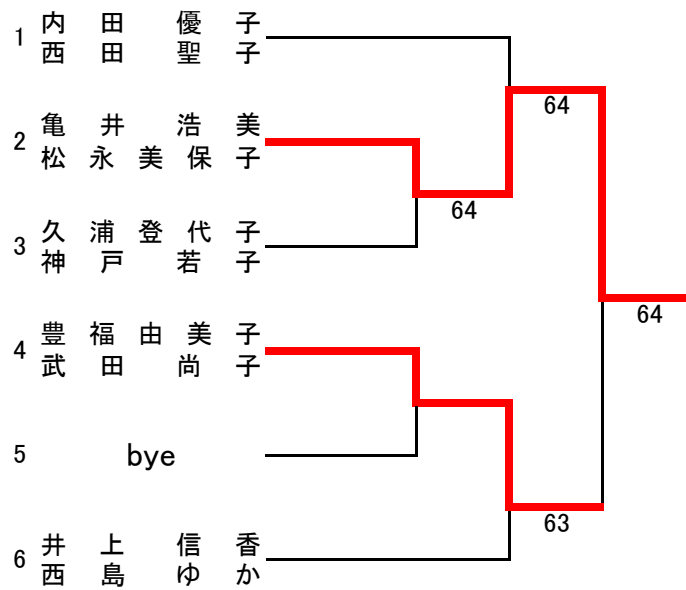 1 内田 優子
西田 聖子
64
2 亀井 浩美
松永美保子
64
3 久浦登代子
神戸 若子
64
4 豊福由美子
武田 尚子
5 bye
63
6 井上 信香
西島 ゆか